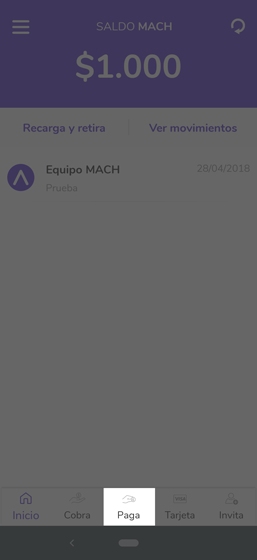 SALDO MACH
$1.000
Recarga y retira
Ver movimientos
Equipo MACH
28/04/2018
Prueba
Inicio
Cobra
Paga
Tarjeta
Invita